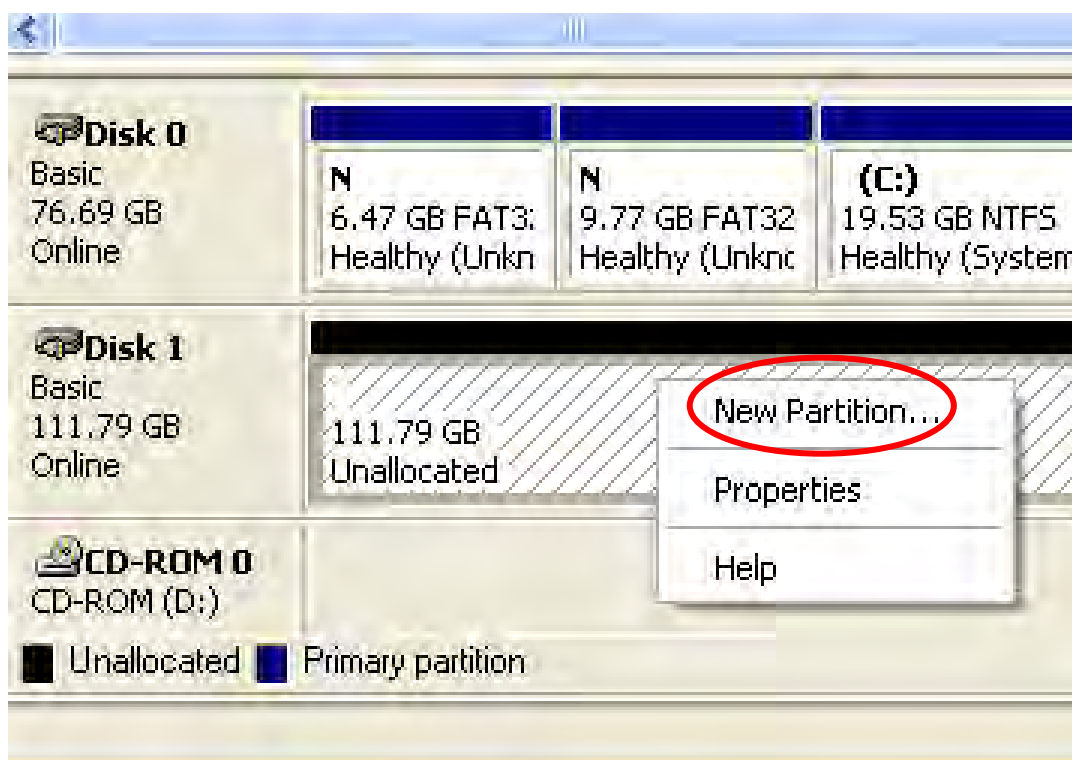 Disk 0
Basic
76.69 GB
Online
N
6.47 GB FAT3:
Healthy (Unkn
N
9.77 GB FAT32
Healthy (Unknc
(C:)
19.53 GB NTFS
Healthy (System
Disk 1
Basic
111.79 GB
Online
111.79 GB
Unallocated
New Partition...
Properties
Help
CD-ROM 0
CD-ROM (D:)
Unallocated Primary partition